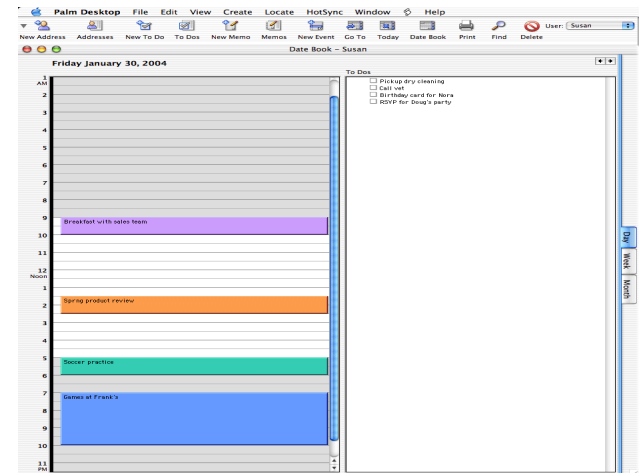 Palm Desktop File Edit View Create Locate HotSync Window Help
New Address Addresses New To Do To Dos New Memo Memos New Event Go To Today Date Book Print Find Delete User: Susan
Date Book – Susan
Friday January 30, 2004
To Dos
Pickup dry cleaning
Call vet
Birthday card for Nora
RSVP for Doug's party
1
AM
2
3
4
5
6
7
8
9
Breakfast with sales team
10
11
12
Noon
1
Sprng product review
2
3
4
5
Soccer practice
6
7
Games at Frank's
8
9
10
11
PM
Day
Week
Month